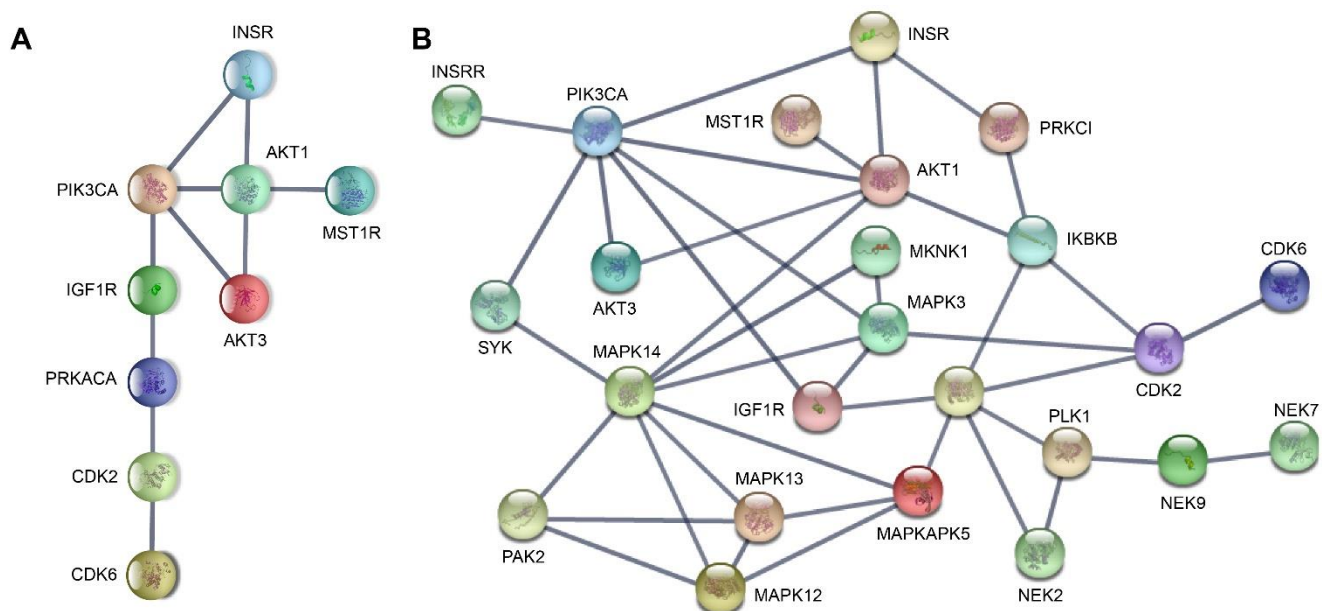 A
INSR
AKT1
PIK3CA
MST1R
IGF1R
AKT3
PRKACA
CDK2
CDK6
B
INSR
INSRR
PIK3CA
MST1R
PRKCI
AKT1
IKBKB
MKNK1
CDK6
AKT3
MAPK3
SYK
MAPK14
CDK2
IGF1R
PLK1
NEK7
MAPK13
NEK9
MAPKAPK5
PAK2
NEK2
MAPK12